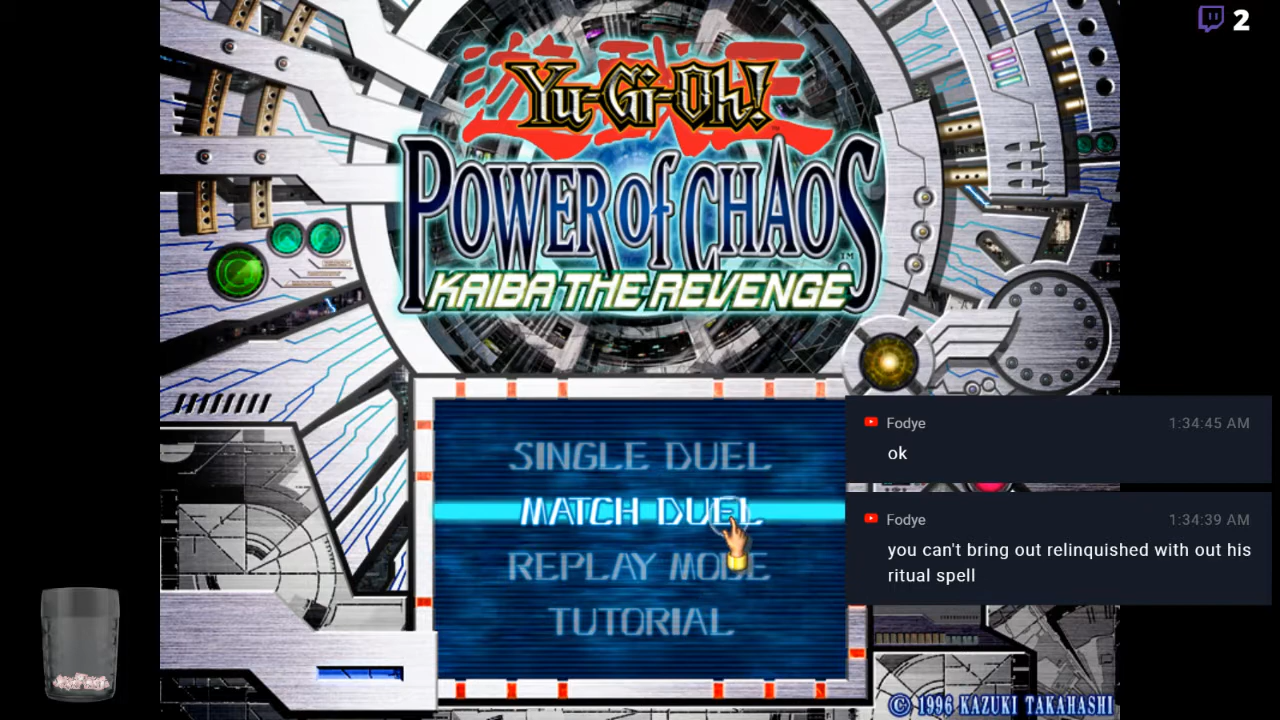 2
遊戯王
Yu-Gi-Oh!
POWER of CHAOS
™
KAIBA THE REVENGE
SINGLE DUEL
MATCH DUEL
REPLAY MODE
TUTORIAL
Fodye 1:34:45 AM
ok
Fodye 1:34:39 AM
you can't bring out relinquished with out his
ritual spell
© 1996 KAZUKI TAKAHASHI